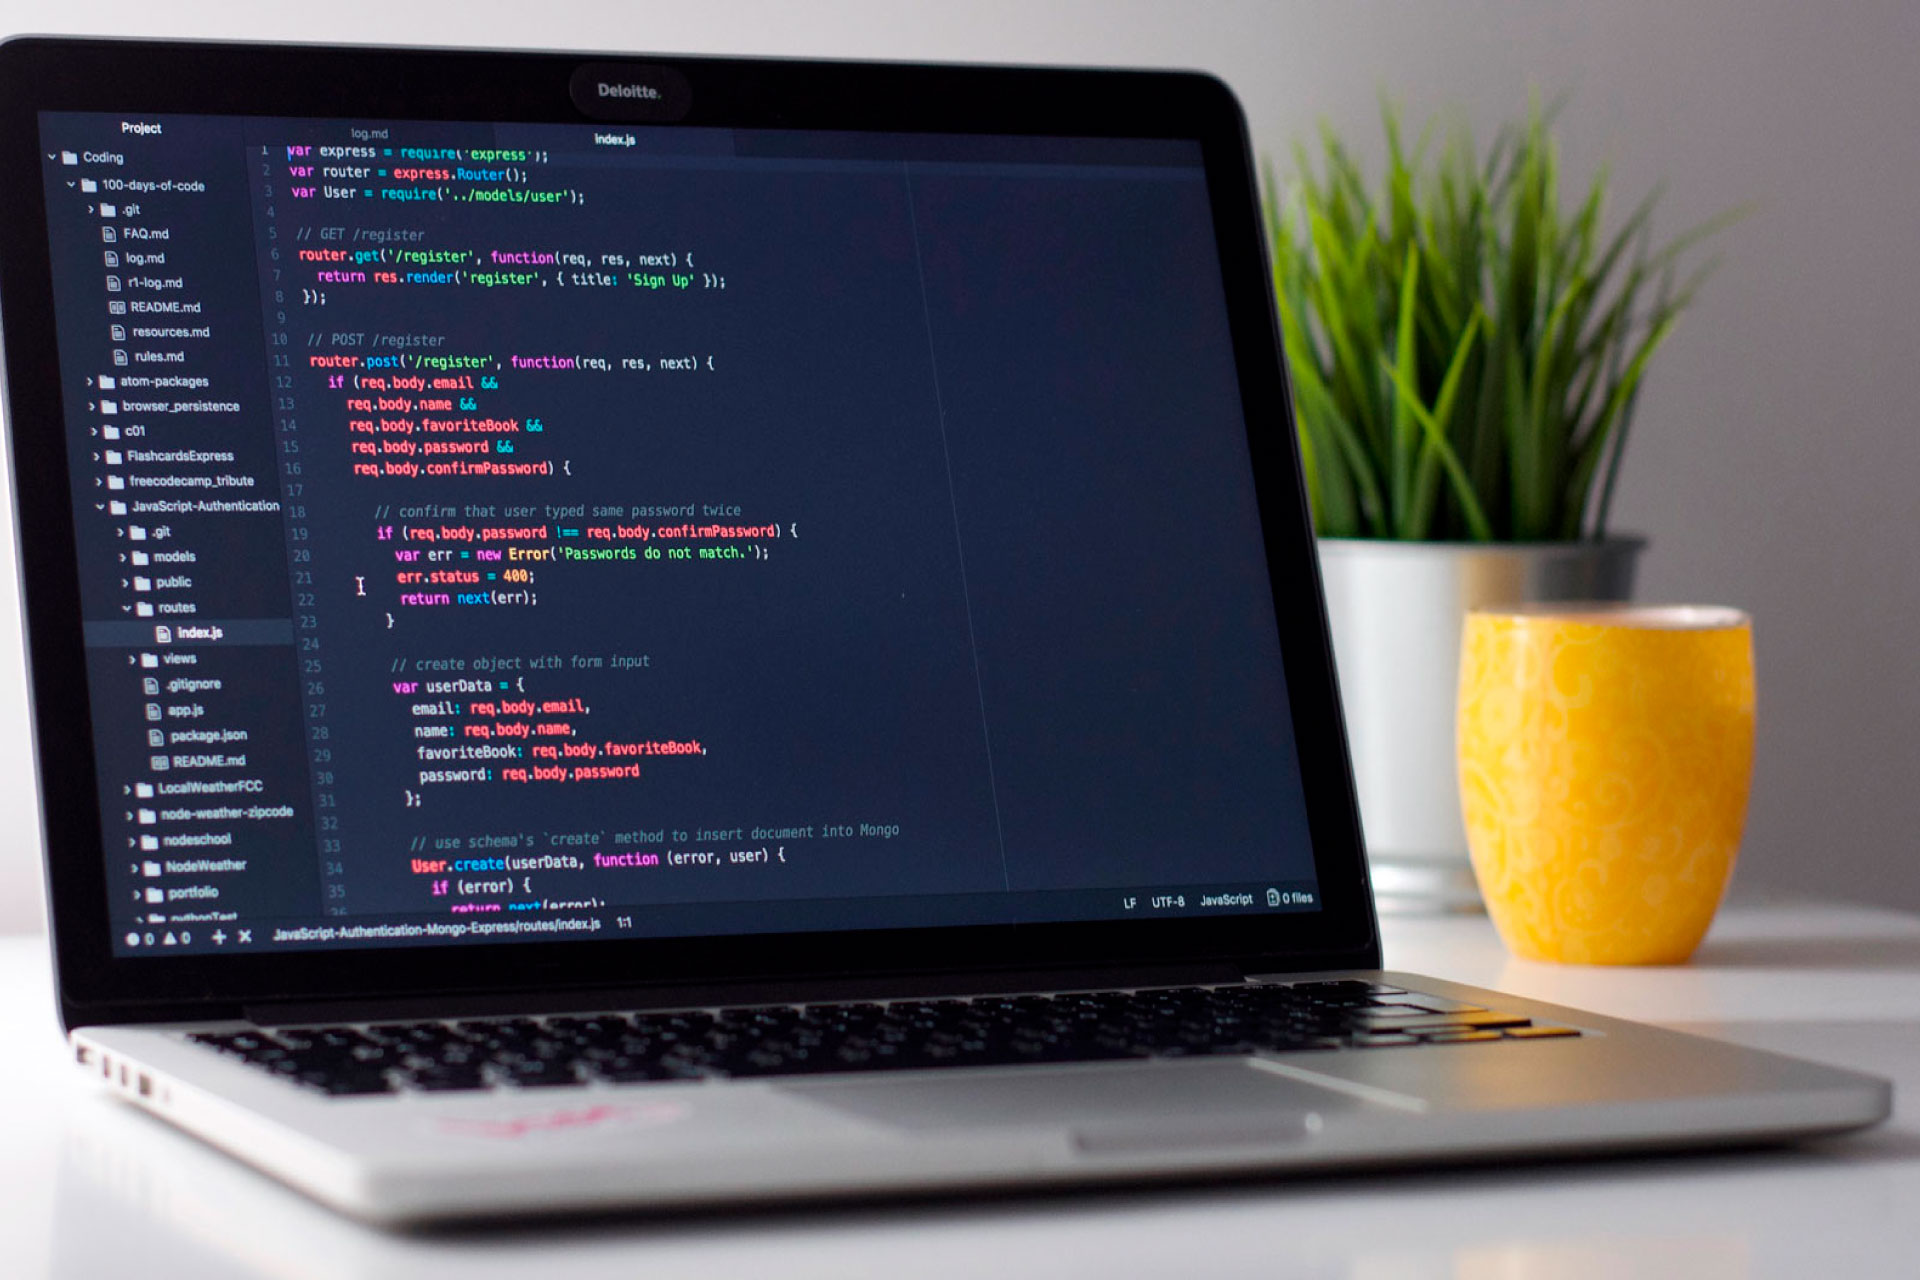 Deloitte.
Project
Coding
100-days-of-code
.git
FAQ.md
log.md
r1-log.md
README.md
resources.md
rules.md
atom-packages
browser_persistence
c01
FlashcardsExpress
freecodecamp_tribute
JavaScript-Authentication
.git
models
public
routes
index.js
views
.gitignore
app.js
package.json
README.md
LocalWeatherFCC
node-weather-zipcode
nodeschool
NodeWeather
portfolio
pythonTest
log.md
index.js
1 var express = require('express');
2 var router = express.Router();
3 var User = require('../models/user');
4
5 // GET /register
6 router.get('/register', function(req, res, next) {
7 return res.render('register', { title: 'Sign Up' });
8 });
9
10 // POST /register
11 router.post('/register', function(req, res, next) {
12 if (req.body.email &&
13 req.body.name &&
14 req.body.favoriteBook &&
15 req.body.password &&
16 req.body.confirmPassword) {
17
18 // confirm that user typed same password twice
19 if (req.body.password !== req.body.confirmPassword) {
20 var err = new Error('Passwords do not match.');
21 err.status = 400;
22 return next(err);
23 }
24
25 // create object with form input
26 var userData = {
27 email: req.body.email,
28 name: req.body.name,
29 favoriteBook: req.body.favoriteBook,
30 password: req.body.password
31 };
32
33 // use schema's `create` method to insert document into Mongo
34 User.create(userData, function (error, user) {
35 if (error) {
36 return next(error);
0 0 + × JavaScript-Authentication-Mongo-Express/routes/index.js 1:1
LF UTF-8 JavaScript 0 files